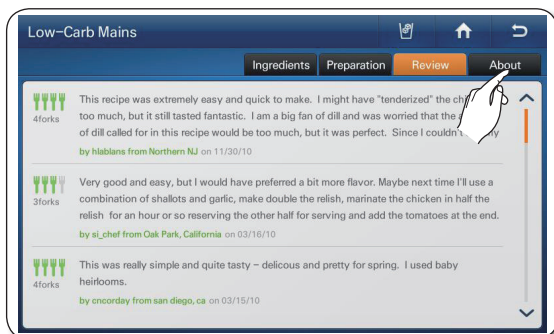 Low-Carb Mains
Ingredients Preparation Review About
4forks
This recipe was extremely easy and quick to make. I might have "tenderized" the
too much, but it still tasted fantastic. I am a big fan of dill and was worried that the
of dill called for in this recipe would be too much, but it was perfect. Since I
by hlablans from Northern NJ on 11/30/10
3forks
Very good and easy, but I would have preferred a bit more flavor. Maybe next time I'll use a
combination of shallots and garlic, make double the relish, marinate the chicken in half the
relish for an hour or so reserving the other half for serving and add the tomatoes at the end.
by si_chef from Oak Park, California on 03/16/10
4forks
This was really simple and quite tasty – delicous and pretty for spring. I used baby
heirlooms.
by cncorday from san diego, ca on 03/15/10